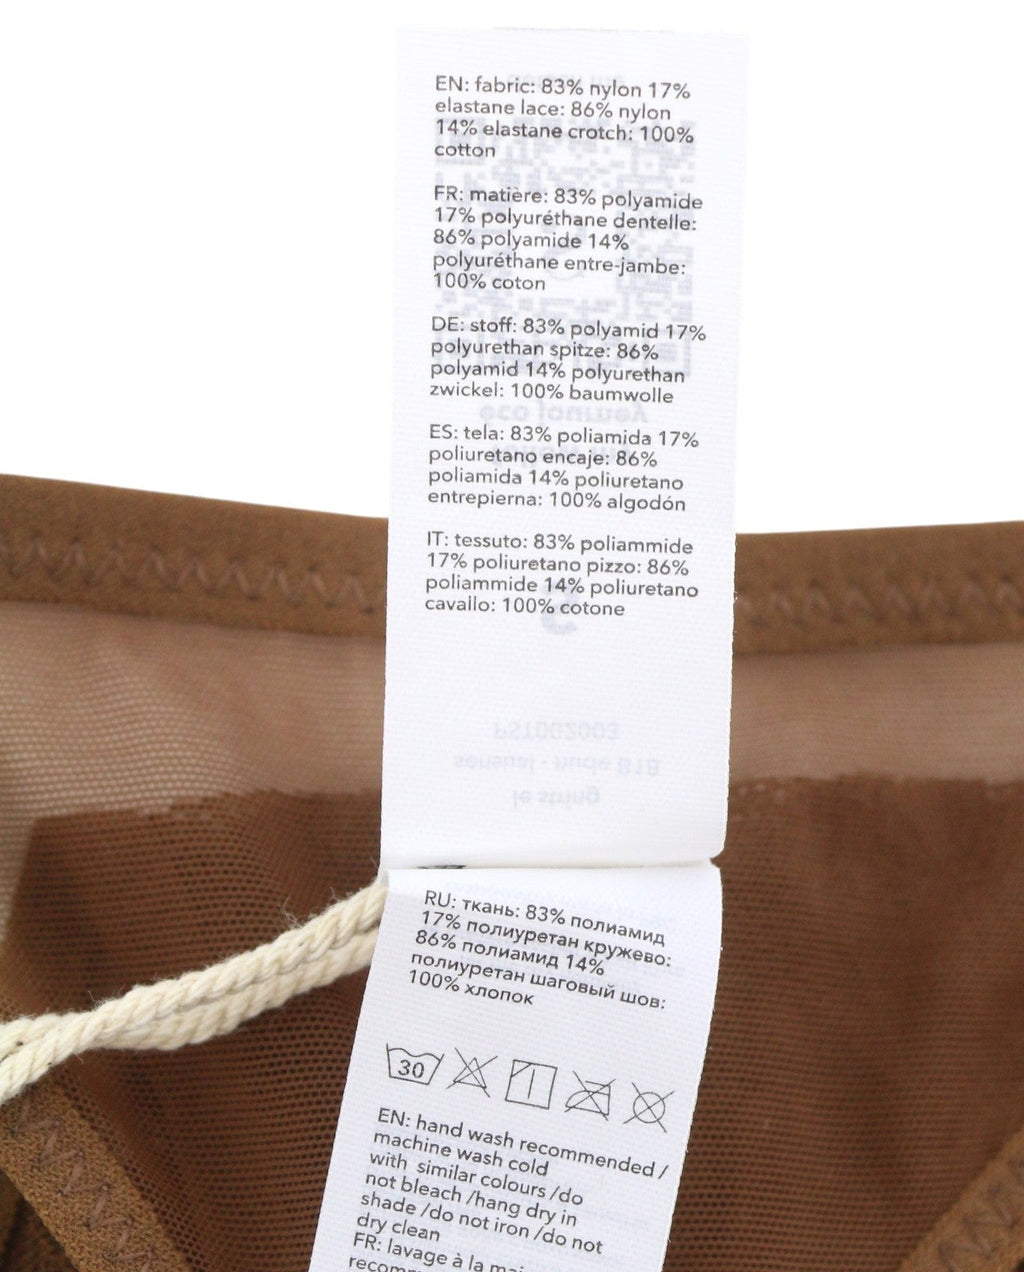 EN: fabric: 83% nylon 17%
elastane lace: 86% nylon
14% elastane crotch: 100%
cotton
FR: matière: 83% polyamide
17% polyuréthane dentelle:
86% polyamide 14%
polyuréthane entre-jambe:
100% coton
DE: stoff: 83% polyamid 17%
polyurethan spitze: 86%
polyamid 14% polyurethan
zwickel: 100% baumwolle
ES: tela: 83% poliamida 17%
poliuretano encaje: 86%
poliamida 14% poliuretano
entrepierna: 100% algodón
IT: tessuto: 83% poliammide
17% poliuretano pizzo: 86%
poliammide 14% poliuretano
cavallo: 100% cotone
PST002003
sensual - nude 818
le string
RU: ткань: 83% полиамид
17% полиуретан кружево:
86% полиамид 14%
полиуретан шаговый шов:
100% хлопок
30
EN: hand wash recommended /
machine wash cold
with similar colours /do
not bleach /hang dry in
shade /do not iron /do not
dry clean
FR: lavage à la